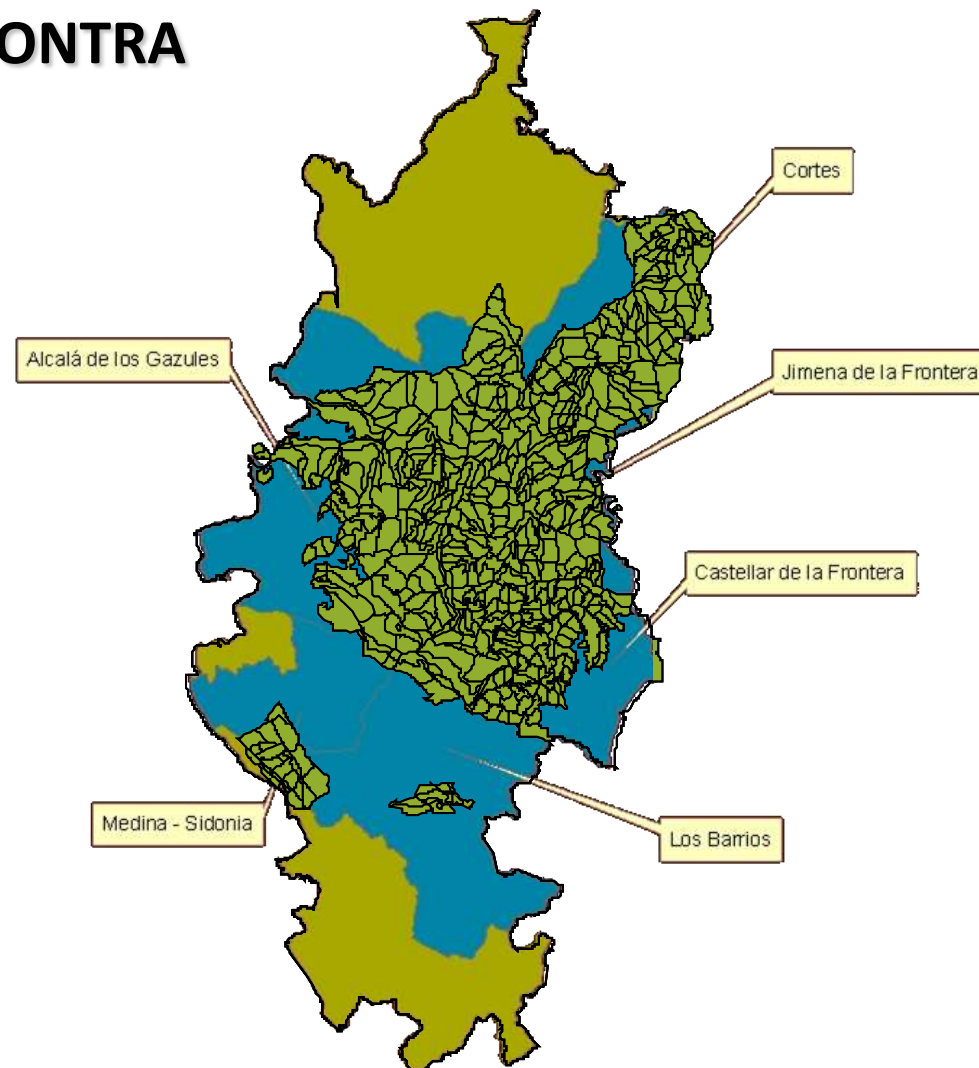 ONTRA
Cortes
Alcalá de los Gazules
Jimena de la Frontera
Castellar de la Frontera
Medina - Sidonia
Los Barrios